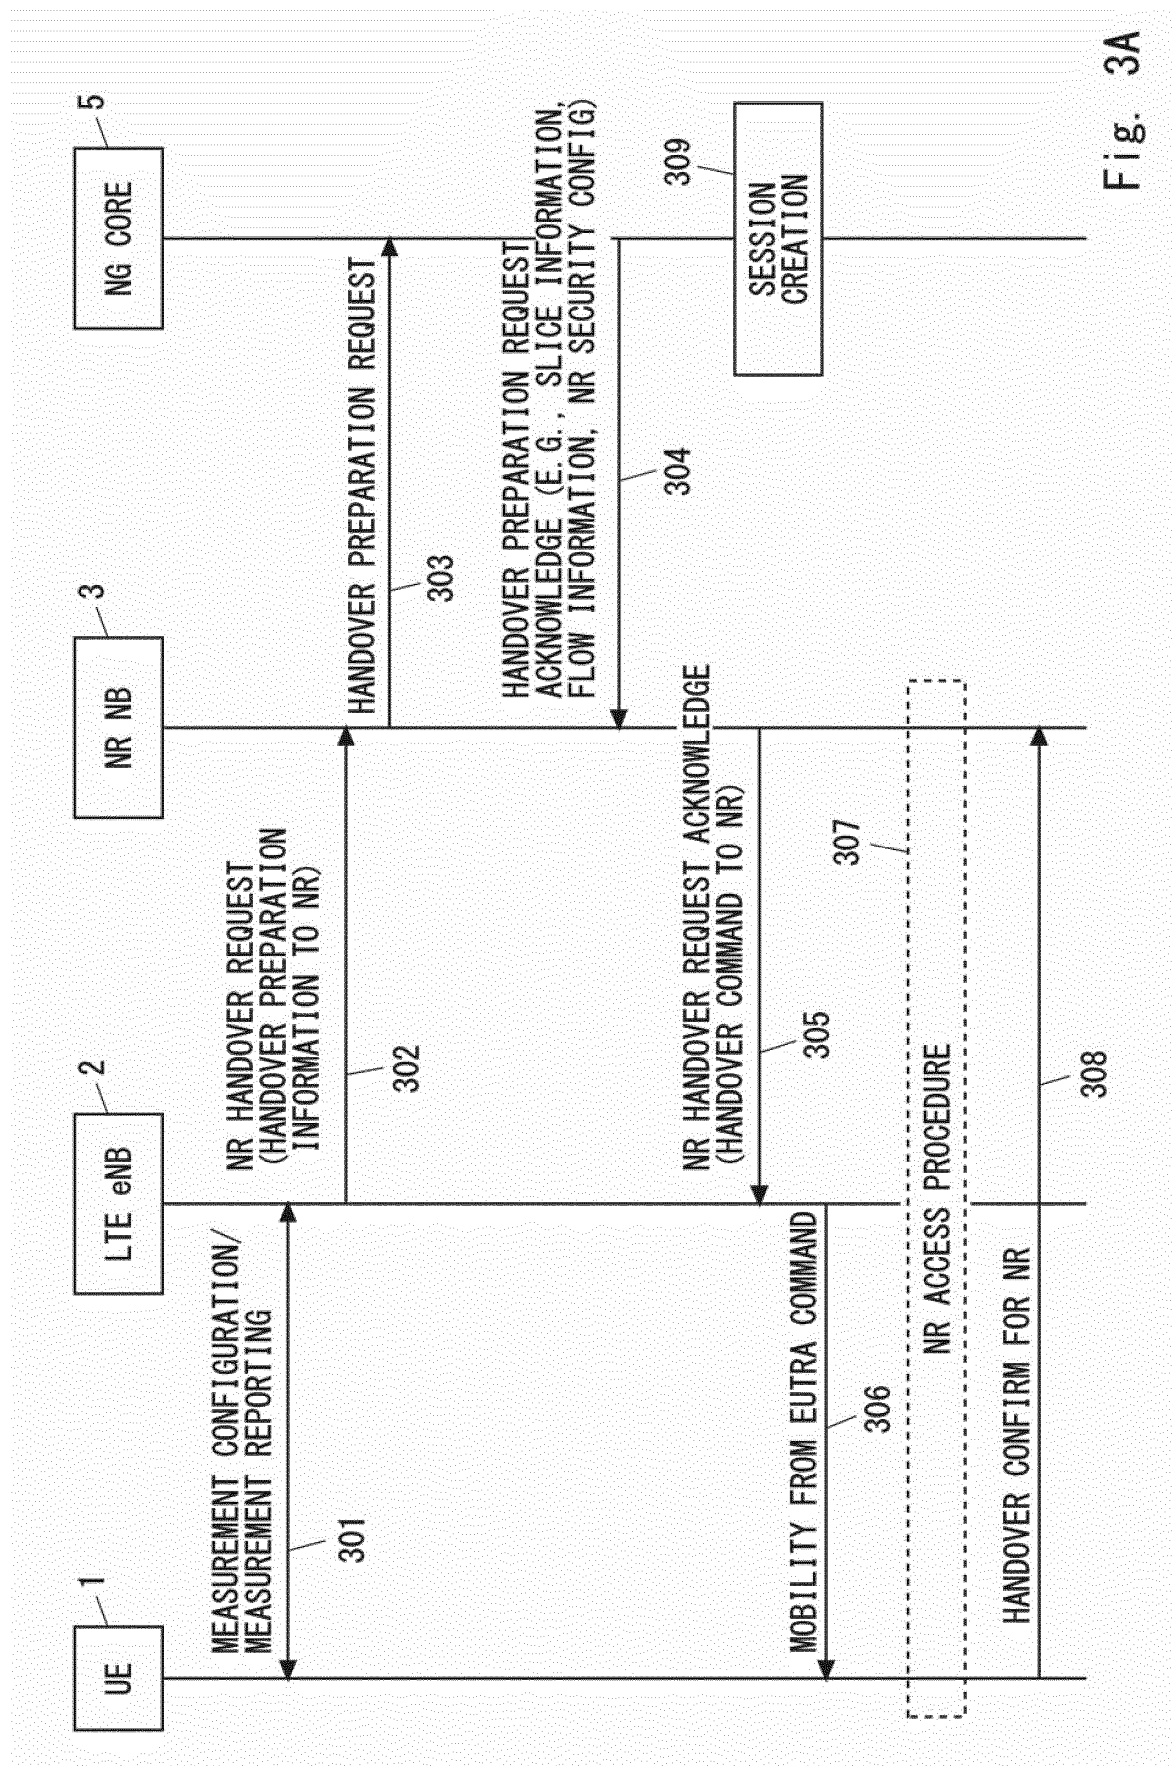 UE
1
LTE eNB
2
NR NB
3
NG CORE
5
MEASUREMENT CONFIGURATION/
MEASUREMENT REPORTING
301
NR HANDOVER REQUEST
(HANDOVER PREPARATION
INFORMATION TO NR)
302
HANDOVER PREPARATION REQUEST
303
HANDOVER PREPARATION REQUEST
ACKNOWLEDGE (E.G., SLICE INFORMATION,
FLOW INFORMATION, NR SECURITY CONFIG)
304
NR HANDOVER REQUEST ACKNOWLEDGE
(HANDOVER COMMAND TO NR)
305
SESSION
CREATION
309
MOBILITY FROM EUTRA COMMAND
306
NR ACCESS PROCEDURE
307
HANDOVER CONFIRM FOR NR
308
Fig. 3A